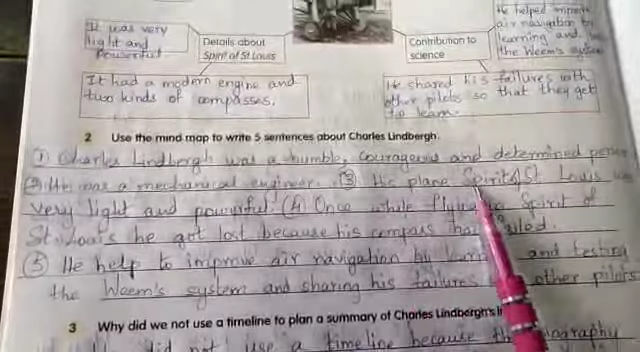 It was very
light and
powerful
Details about
Spirit of St Louis
It had a modern engine and
two kinds of compasses.
He helped improve
air navigation by
learning and
the Weem's system
Contribution to
science
He shared his failures with
other pilots so that they get
to learn.
2 Use the mind map to write 5 sentences about Charles Lindbergh.
① Charles Lindbergh was a humble, courageous and determined
② He was a mechanical engineer. ③ His plane Spirit of St. Louis
very light and powerful. ④ Once while flying Spirit of
St. Louis he got lost because his compass failed.
⑤ He help to improve air navigation by and testing
the Weem's system and sharing his failures other pilots
3 Why did we not use a timeline to plan a summary of Charles Lindbergh's
did not use a timeline because